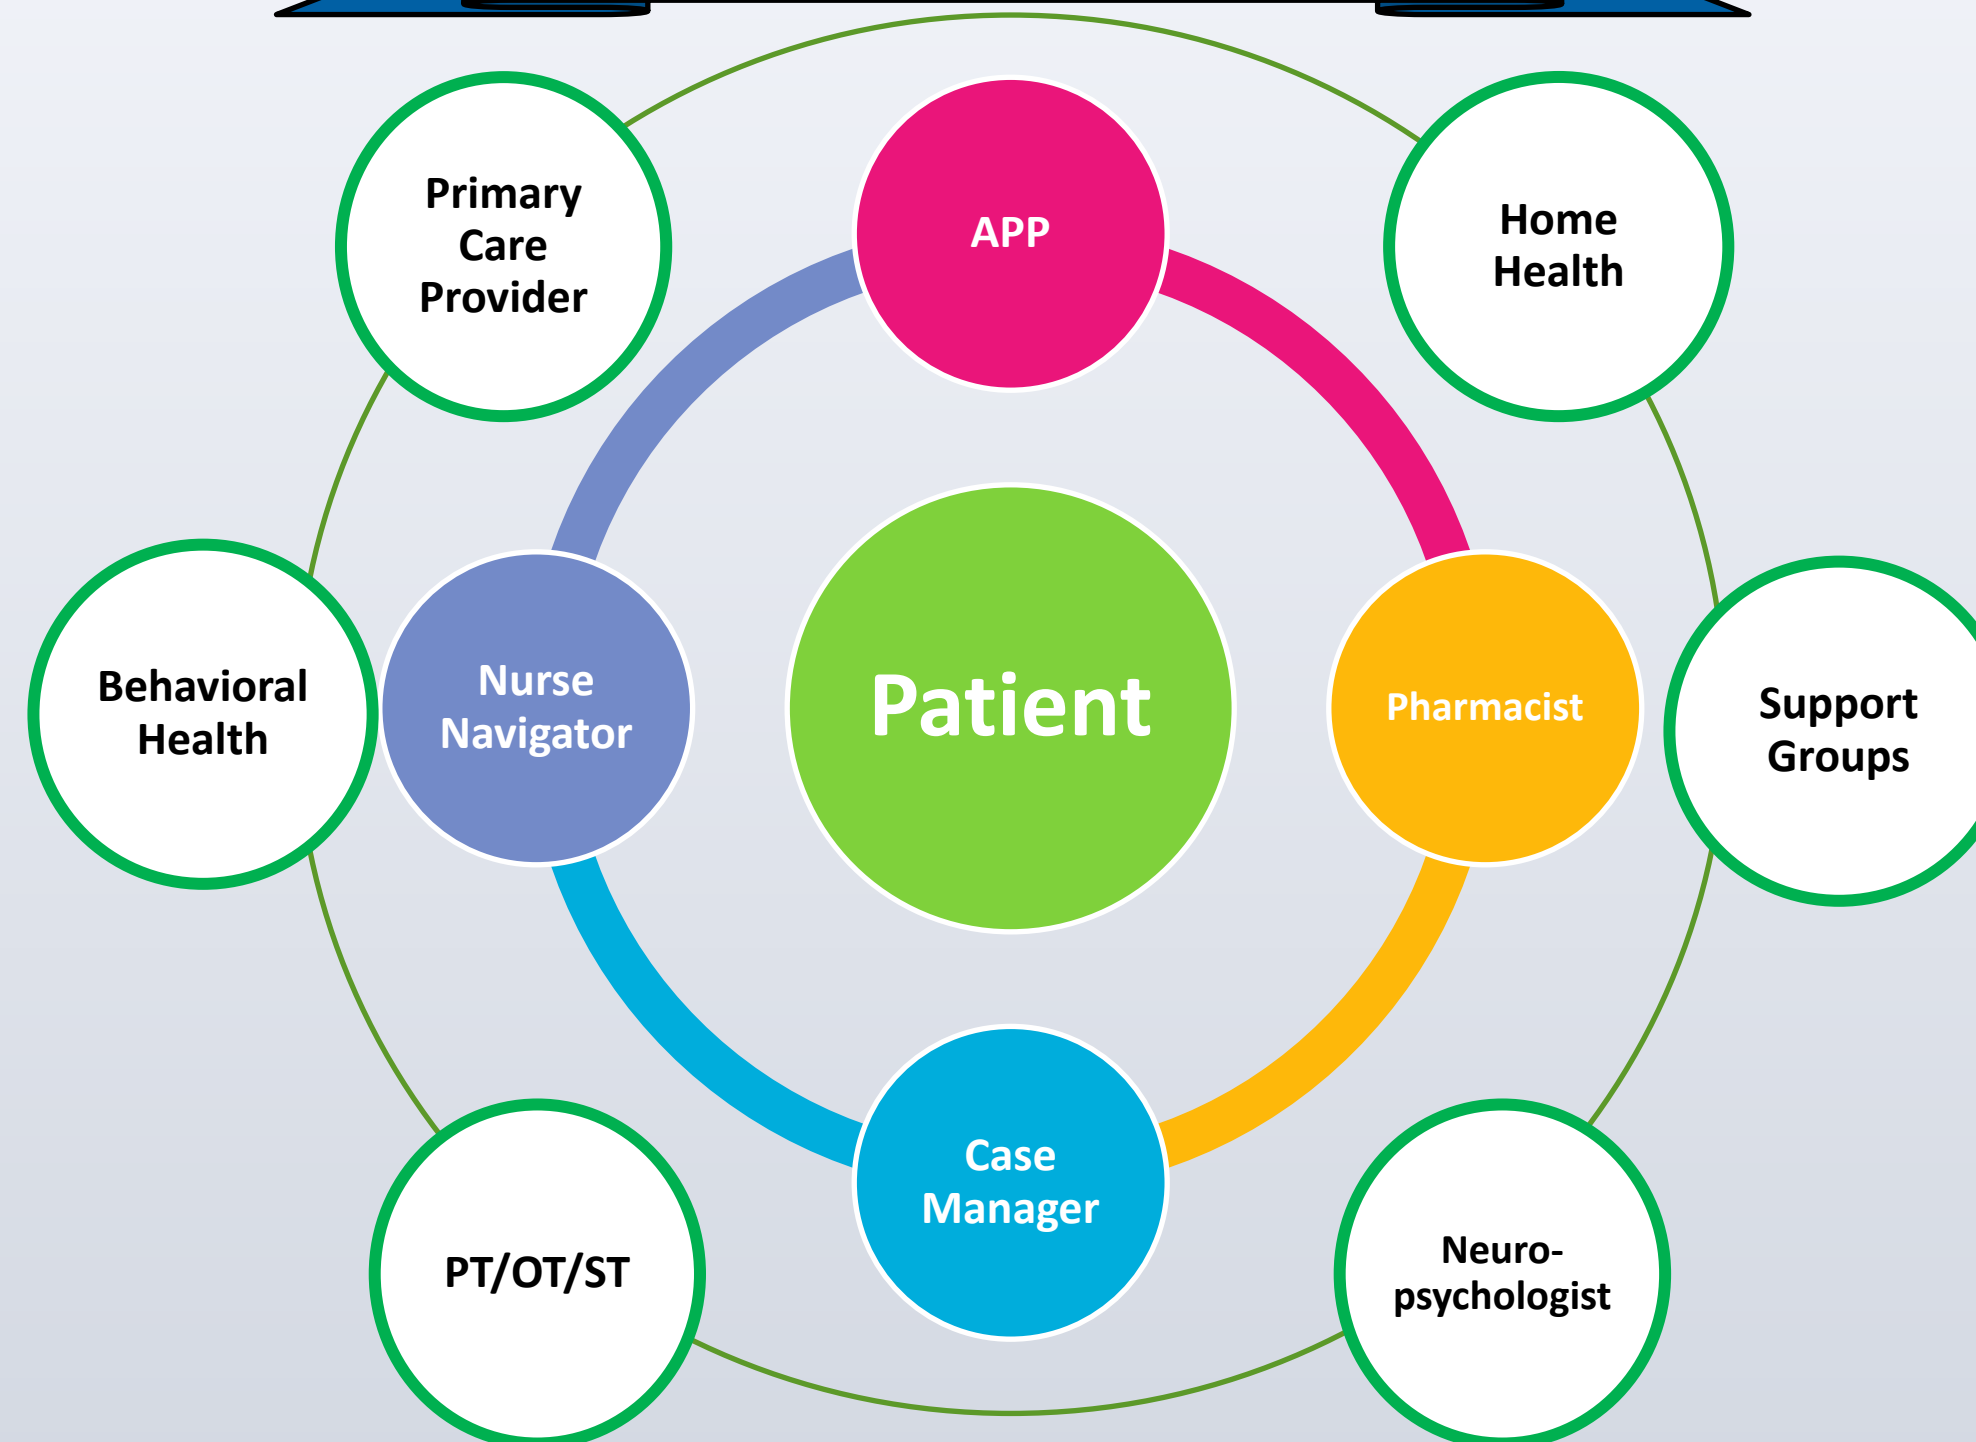 Primary
Care
Provider
APP
Home
Health
Behavioral
Health
Nurse
Navigator
Patient
Pharmacist
Support
Groups
PT/OT/ST
Case
Manager
Neuro-
psychologist